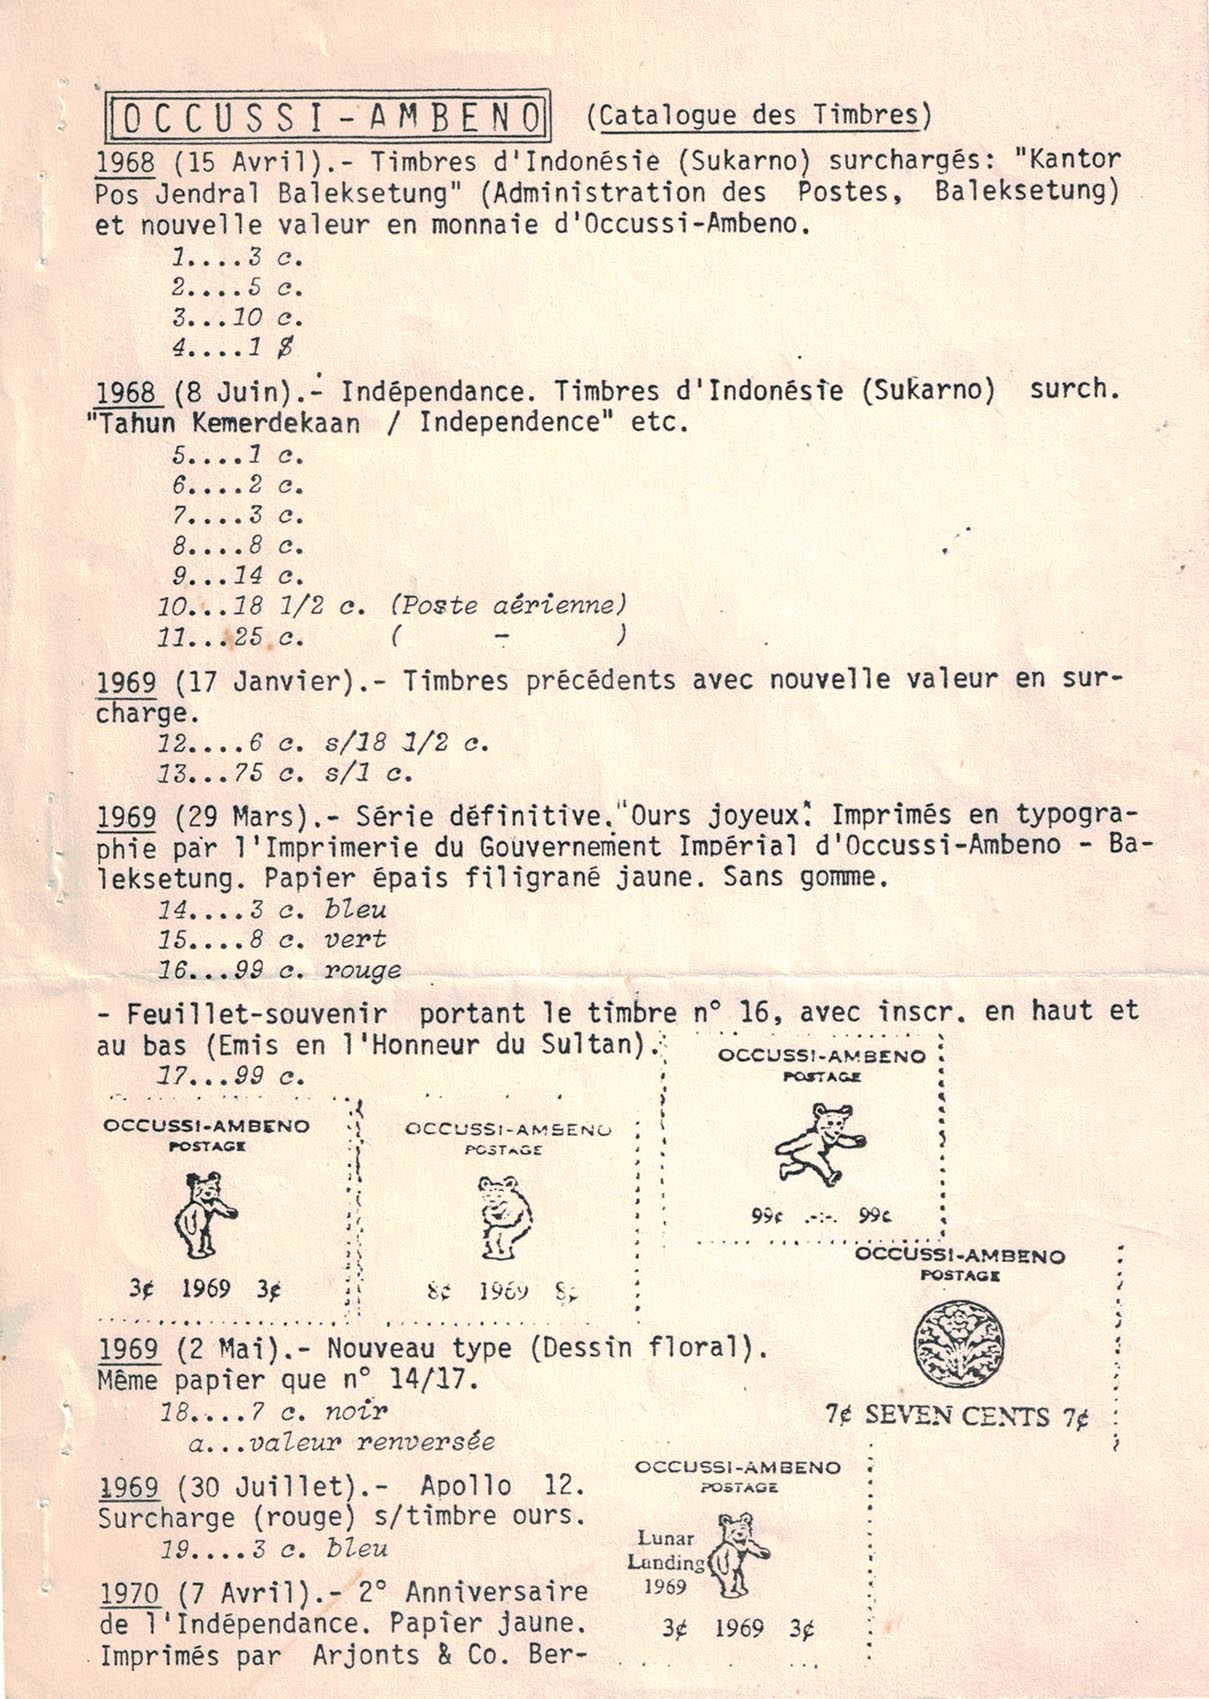 OCCUSSI-AMBENO (Catalogue des Timbres)
1968 (15 Avril).- Timbres d'Indonésie (Sukarno) surchargés: "Kantor
Pos Jendral Baleksetung" (Administration des Postes, Baleksetung)
et nouvelle valeur en monnaie d'Occussi-Ambeno.
1....3 c.
2....5 c.
3...10 c.
4....1 $
1968 (8 Juin).- Indépendance. Timbres d'Indonésie (Sukarno) surch.
"Tahun Kemerdekaan / Independence" etc.
5....1 c.
6....2 c.
7....3 c.
8....8 c.
9...14 c.
10...18 1/2 c. (Poste aérienne)
11...25 c. ( - )
1969 (17 Janvier).- Timbres précédents avec nouvelle valeur en sur-
charge.
12....6 c. s/18 1/2 c.
13...75 c. s/1 c.
1969 (29 Mars).- Série définitive."Ours joyeux". Imprimés en typogra-
phie par l'Imprimerie du Gouvernement Impérial d'Occussi-Ambeno - Ba-
leksetung. Papier épais filigrané jaune. Sans gomme.
14....3 c. bleu
15....8 c. vert
16...99 c. rouge
- Feuillet-souvenir portant le timbre n° 16, avec inscr. en haut et
au bas (Emis en l'Honneur du Sultan).
17...99 c.
OCCUSSI-AMBENO
POSTAGE
99¢ .-:-. 99¢
OCCUSSI-AMBENO
POSTAGE
3¢ 1969 3¢
OCCUSSI-AMBENO
POSTAGE
8¢ 1969 8¢
OCCUSSI-AMBENO
POSTAGE
7¢ SEVEN CENTS 7¢
1969 (2 Mai).- Nouveau type (Dessin floral).
Même papier que n° 14/17.
18....7 c. noir
a...valeur renversée
1969 (30 Juillet).- Apollo 12.
Surcharge (rouge) s/timbre ours.
19....3 c. bleu
OCCUSSI-AMBENO
POSTAGE
Lunar
Landing
1969
3¢ 1969 3¢
1970 (7 Avril).- 2° Anniversaire
de l'Indépendance. Papier jaune.
Imprimés par Arjonts & Co. Ber-